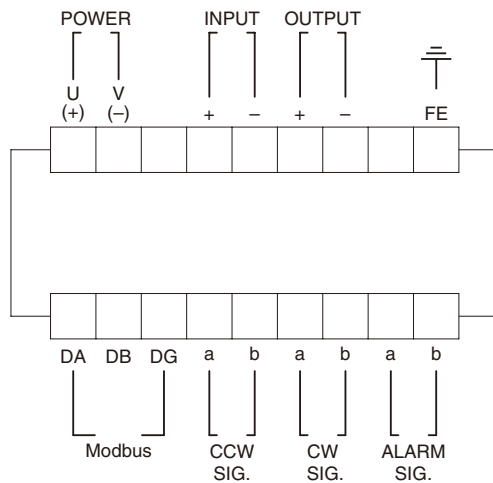 POWER INPUT OUTPUT
U V
(+) (–) + – + – FE
DA DB DG a b a b a b
Modbus CCW CW ALARM
SIG. SIG. SIG.